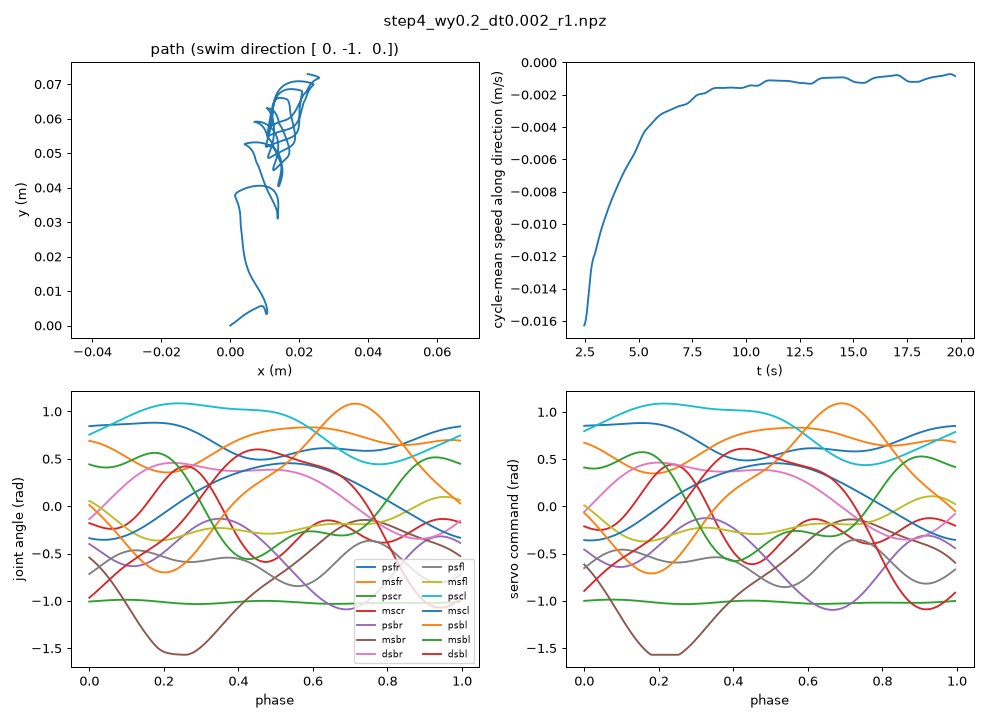 step4_wy0.2_dt0.002_r1.npz
path (swim direction [ 0. -1.  0.])
0.07
0.06
0.05
0.04
0.03
0.02
0.01
0.00
y (m)
−0.04
−0.02
0.00
0.02
0.04
0.06
x (m)
0.000
−0.002
−0.004
−0.006
−0.008
−0.010
−0.012
−0.014
−0.016
cycle-mean speed along direction (m/s)
2.5
5.0
7.5
10.0
12.5
15.0
17.5
20.0
t (s)
1.0
0.5
0.0
−0.5
−1.0
−1.5
joint angle (rad)
psfr
msfr
pscr
mscr
psbr
msbr
dsbr
psfl
msfl
pscl
mscl
psbl
msbl
dsbl
0.0
0.2
0.4
0.6
0.8
1.0
phase
1.0
0.5
0.0
−0.5
−1.0
−1.5
servo command (rad)
0.0
0.2
0.4
0.6
0.8
1.0
phase